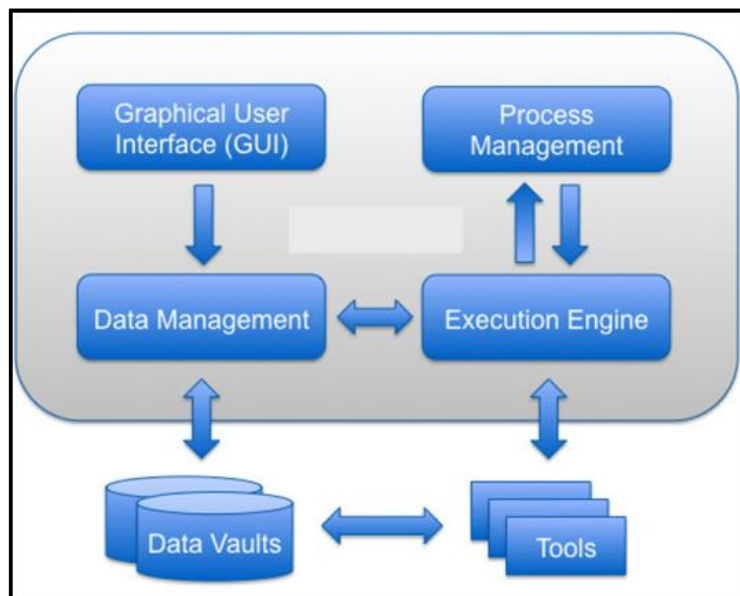 Graphical User
Interface (GUI)
Process
Management
Data Management
Execution Engine
Data Vaults
Tools